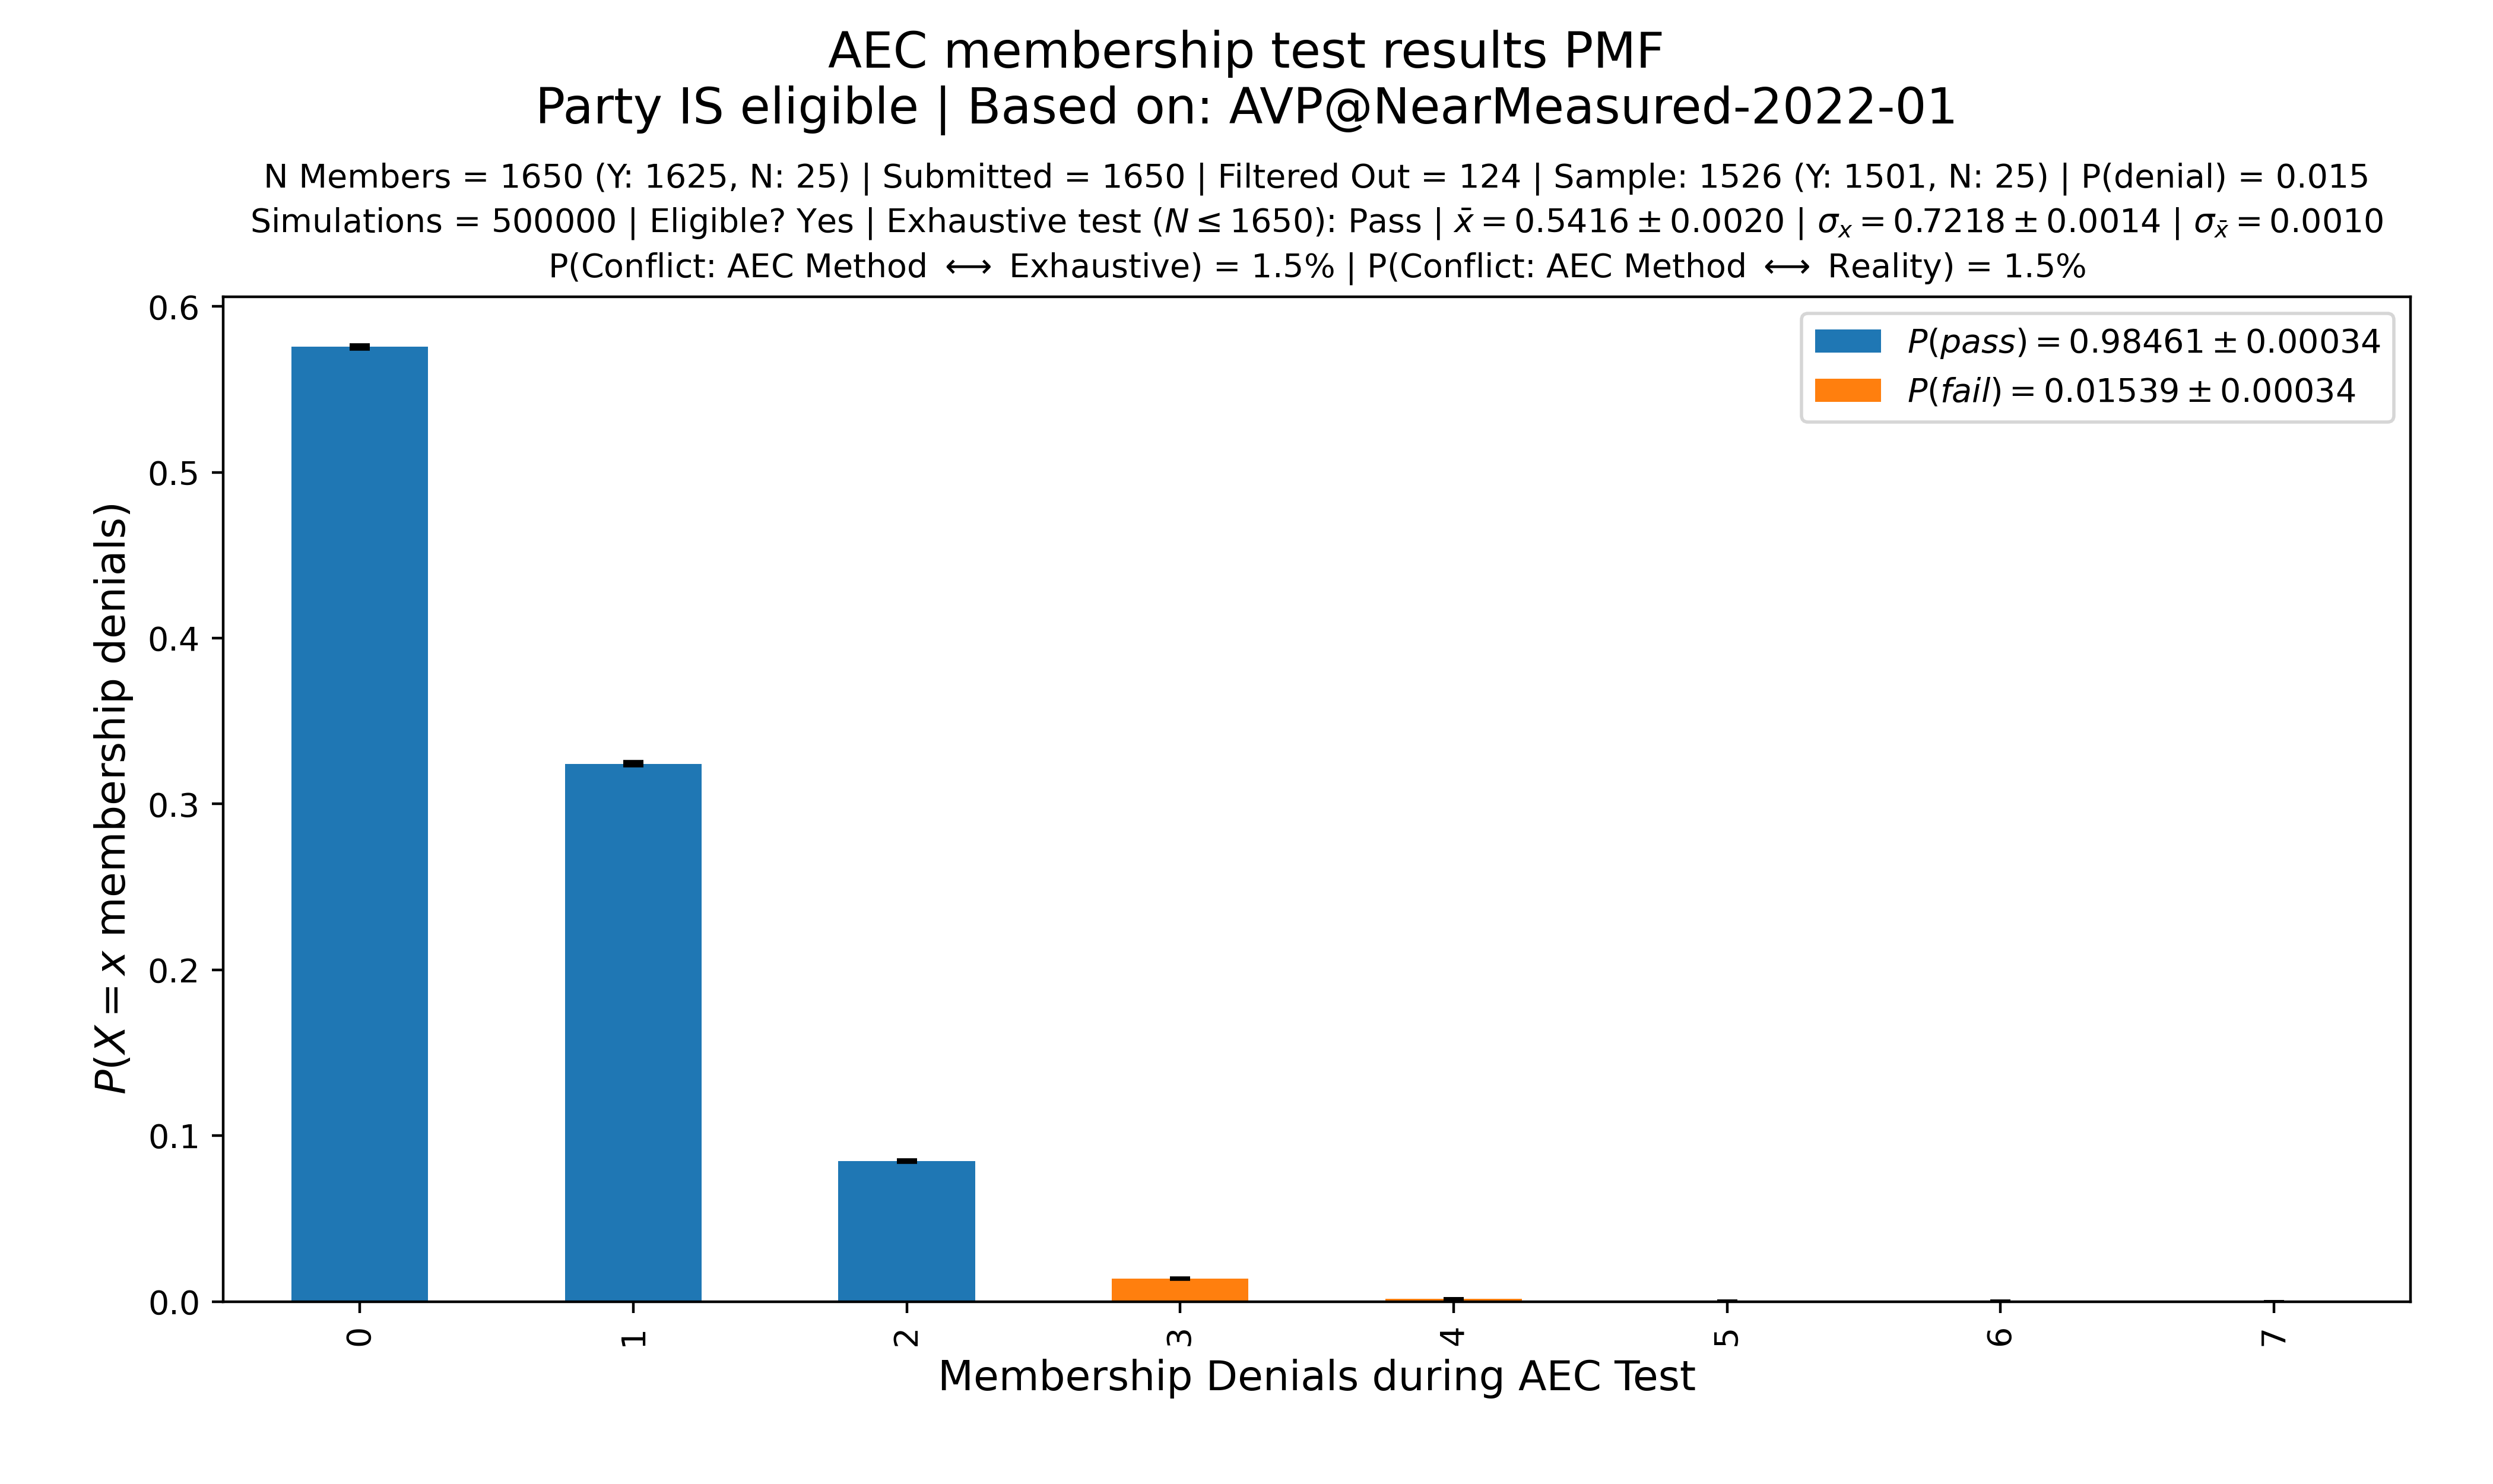 AEC membership test results PMF
Party IS eligible | Based on: AVP@NearMeasured-2022-01
N Members = 1650 (Y: 1625, N: 25) | Submitted = 1650 | Filtered Out = 124 | Sample: 1526 (Y: 1501, N: 25) | P(denial) = 0.015
Simulations = 500000 | Eligible? Yes | Exhaustive test (N ≤ 1650): Pass | x̄ = 0.5416 ± 0.0020 | σₓ = 0.7218 ± 0.0014 | σ_x̄ = 0.0010
P(Conflict: AEC Method ⟷ Exhaustive) = 1.5% | P(Conflict: AEC Method ⟷ Reality) = 1.5%
P(pass) = 0.98461 ± 0.00034
P(fail) = 0.01539 ± 0.00034
P(X = x membership denials)
0.6
0.5
0.4
0.3
0.2
0.1
0.0
0 1 2 3 4 5 6 7
Membership Denials during AEC Test